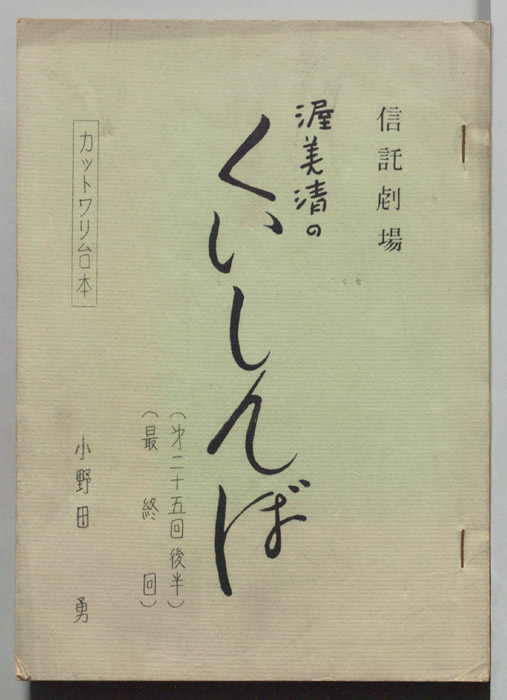 信託劇場
渥美清の
くいしんぼ
(㐧二十五回後半)
(最終回)
カットワリ台本
小野田勇